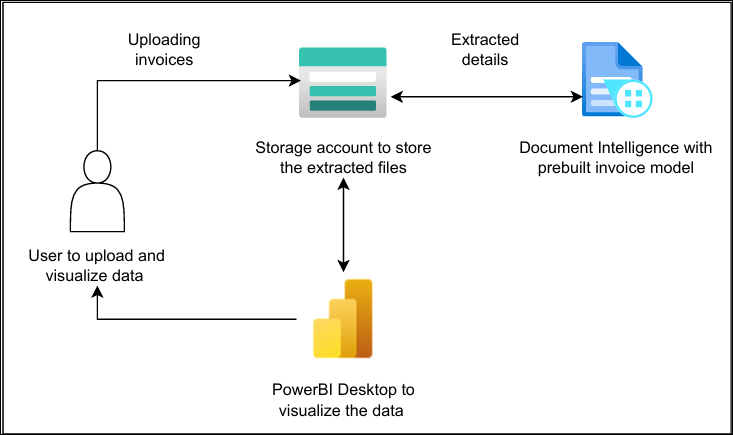 Uploading
invoices
Extracted
details
Storage account to store
the extracted files
Document Intelligence with
prebuilt invoice model
User to upload and
visualize data
PowerBI Desktop to
visualize the data